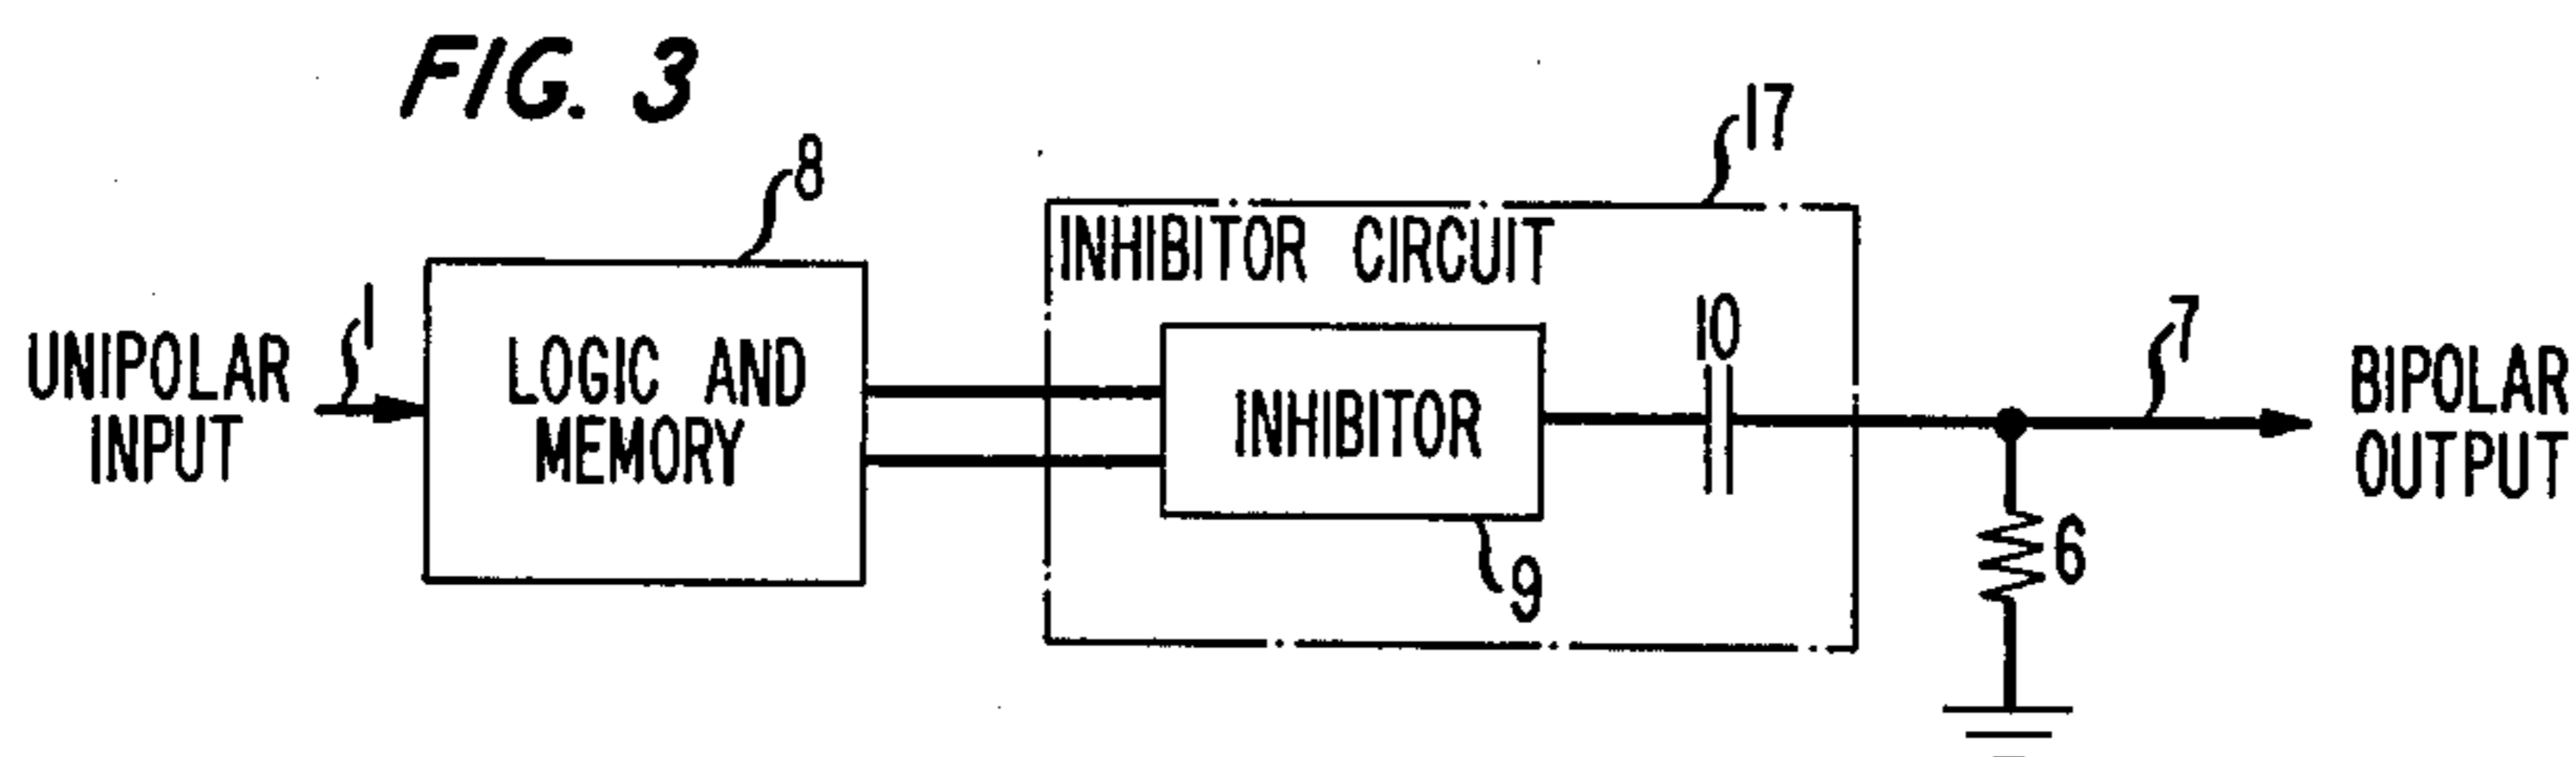 FIG. 3
8
17
INHIBITOR CIRCUIT
1
UNIPOLAR
INPUT
LOGIC AND
MEMORY
INHIBITOR
10
7
BIPOLAR
OUTPUT
9
6